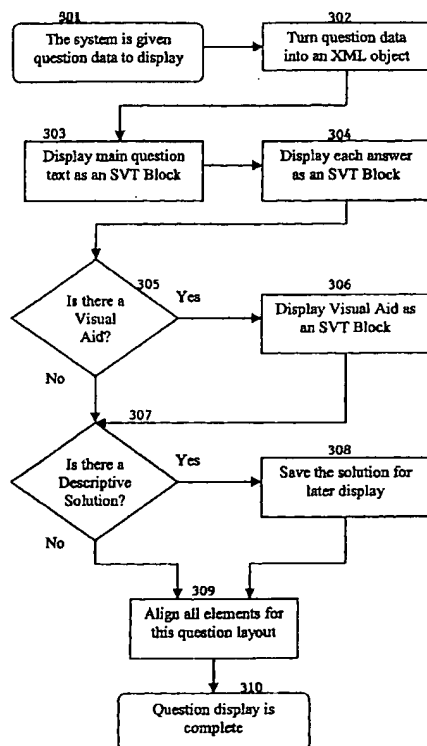 301
The system is given
question data to display
302
Turn question data
into an XML object
303
Display main question
text as an SVT Block
304
Display each answer
as an SVT Block
305
Is there a
Visual
Aid?
Yes
No
306
Display Visual Aid as
an SVT Block
307
Is there a
Descriptive
Solution?
Yes
No
308
Save the solution for
later display
309
Align all elements for
this question layout
310
Question display is
complete